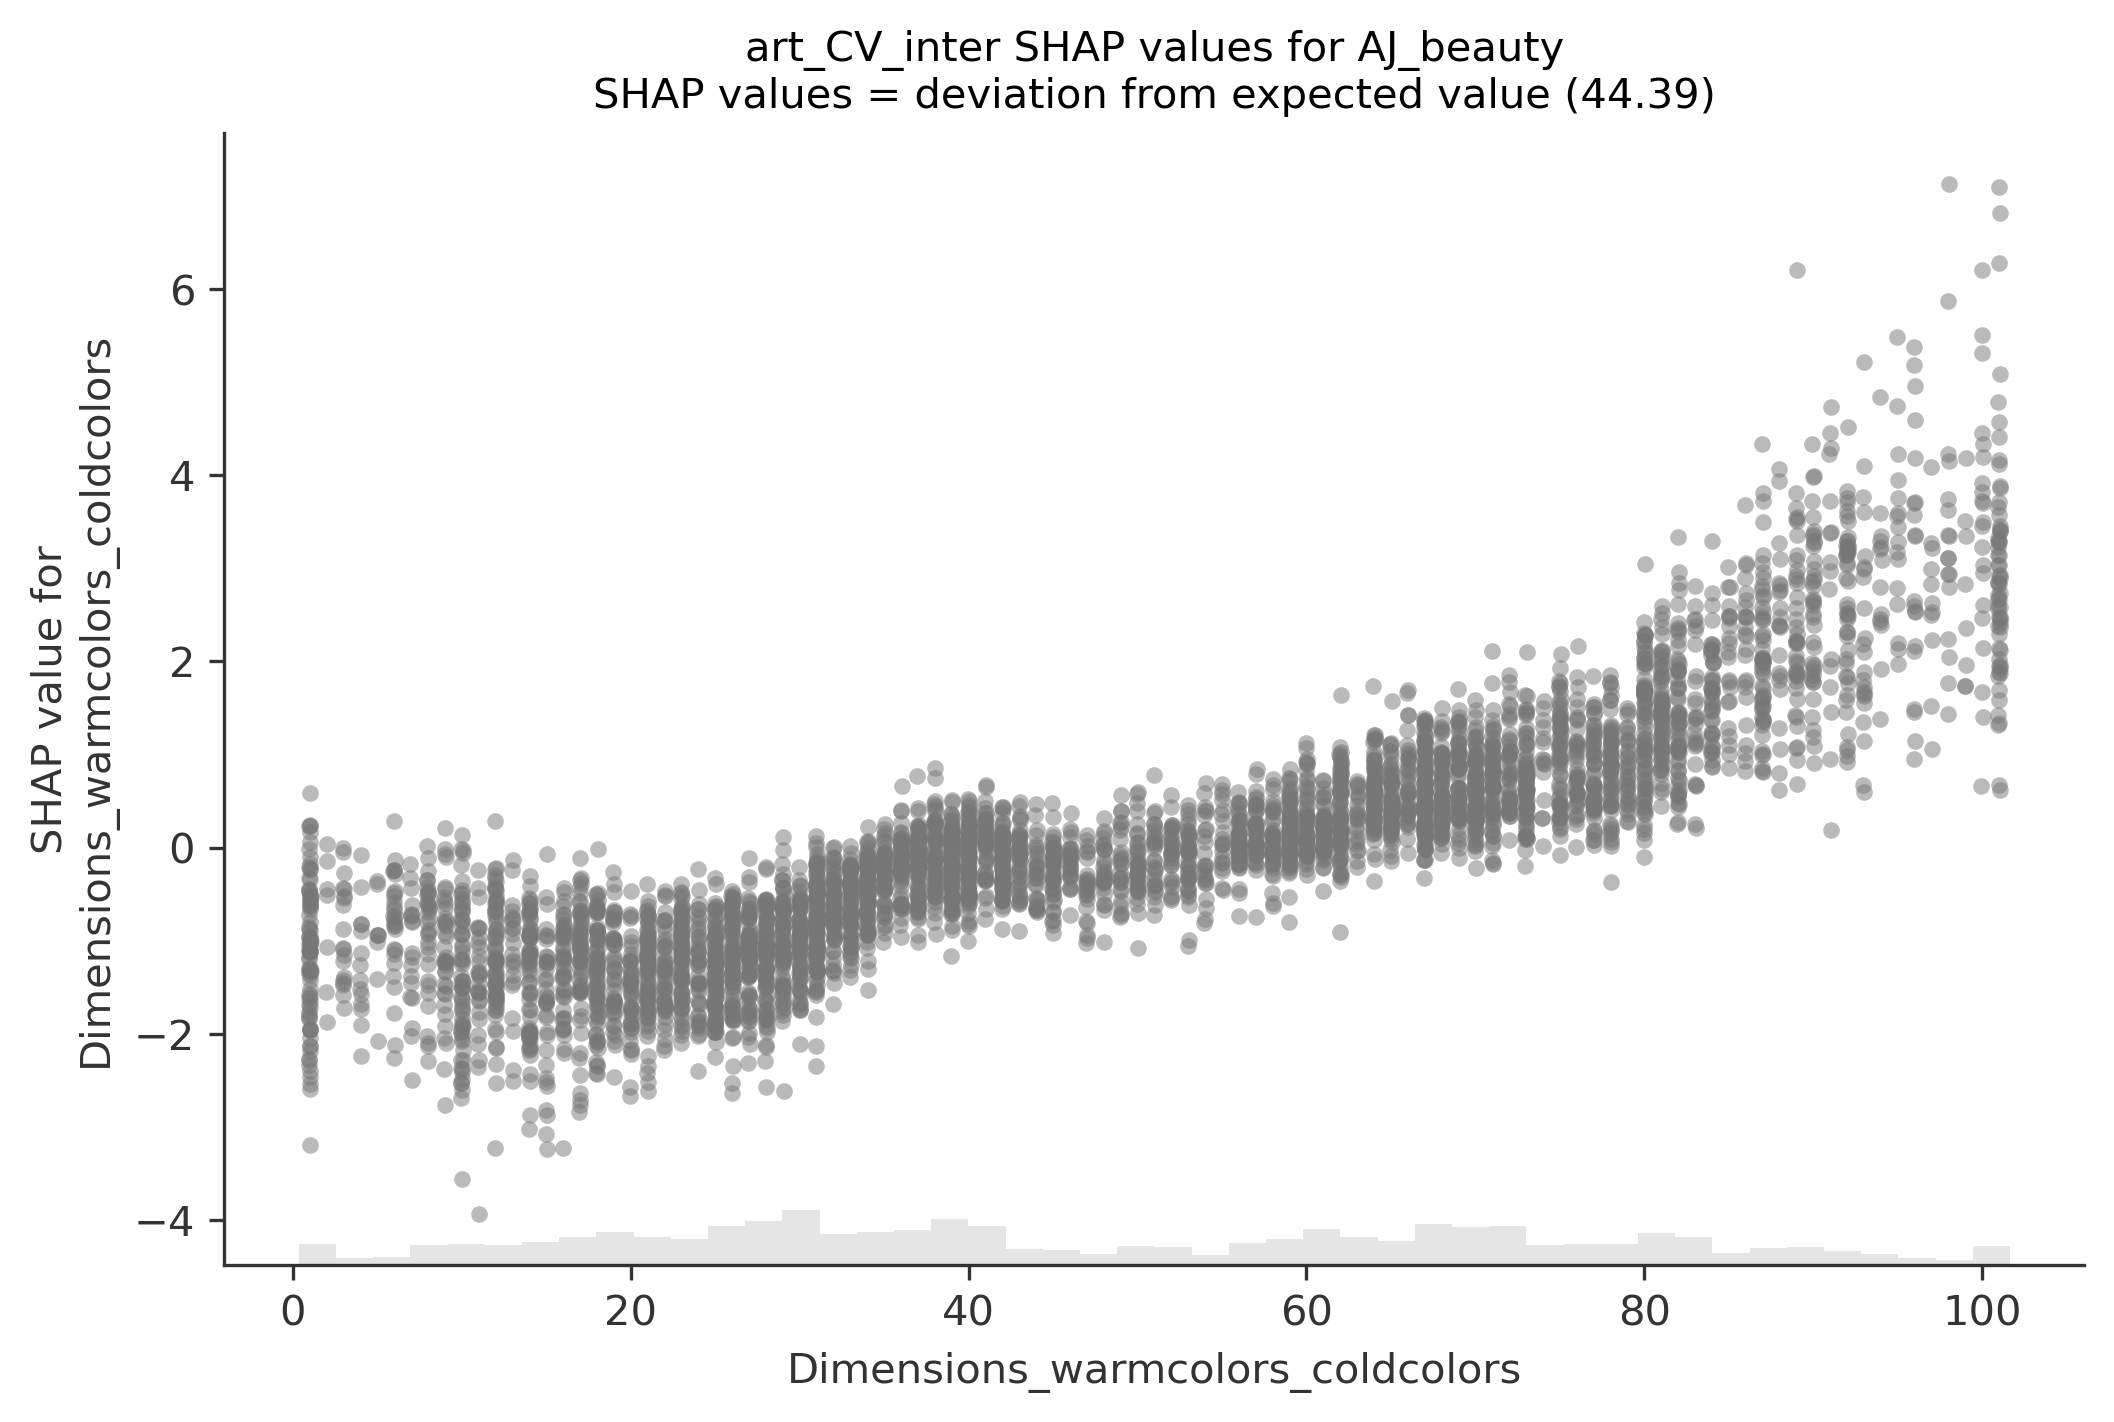 art_CV_inter SHAP values for AJ_beauty
SHAP values = deviation from expected value (44.39)
SHAP value for
Dimensions_warmcolors_coldcolors
6
4
2
0
−2
−4
0
20
40
60
80
100
Dimensions_warmcolors_coldcolors